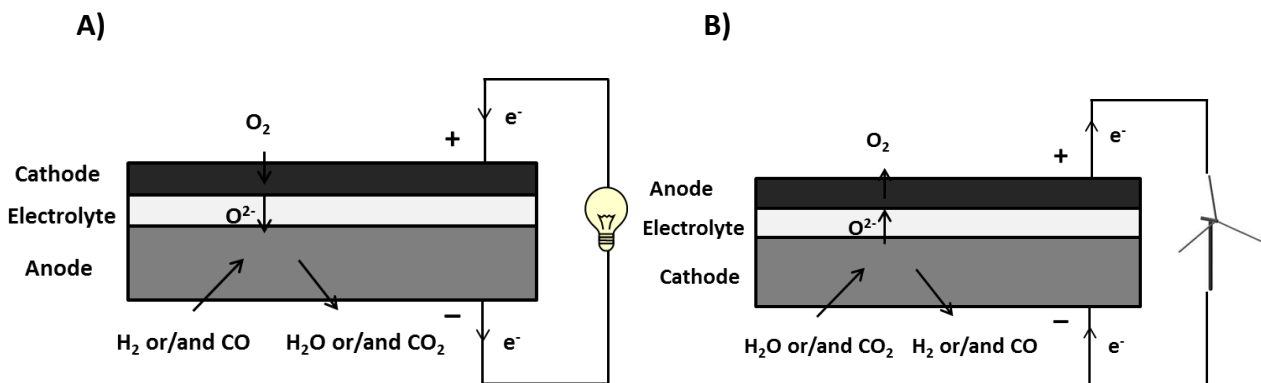 A)
O₂
+
e⁻
Cathode
Electrolyte
O²⁻
Anode
H₂ or/and CO
H₂O or/and CO₂
−
e⁻
B)
O₂
+
e⁻
Anode
Electrolyte
O²⁻
Cathode
H₂O or/and CO₂
H₂ or/and CO
−
e⁻